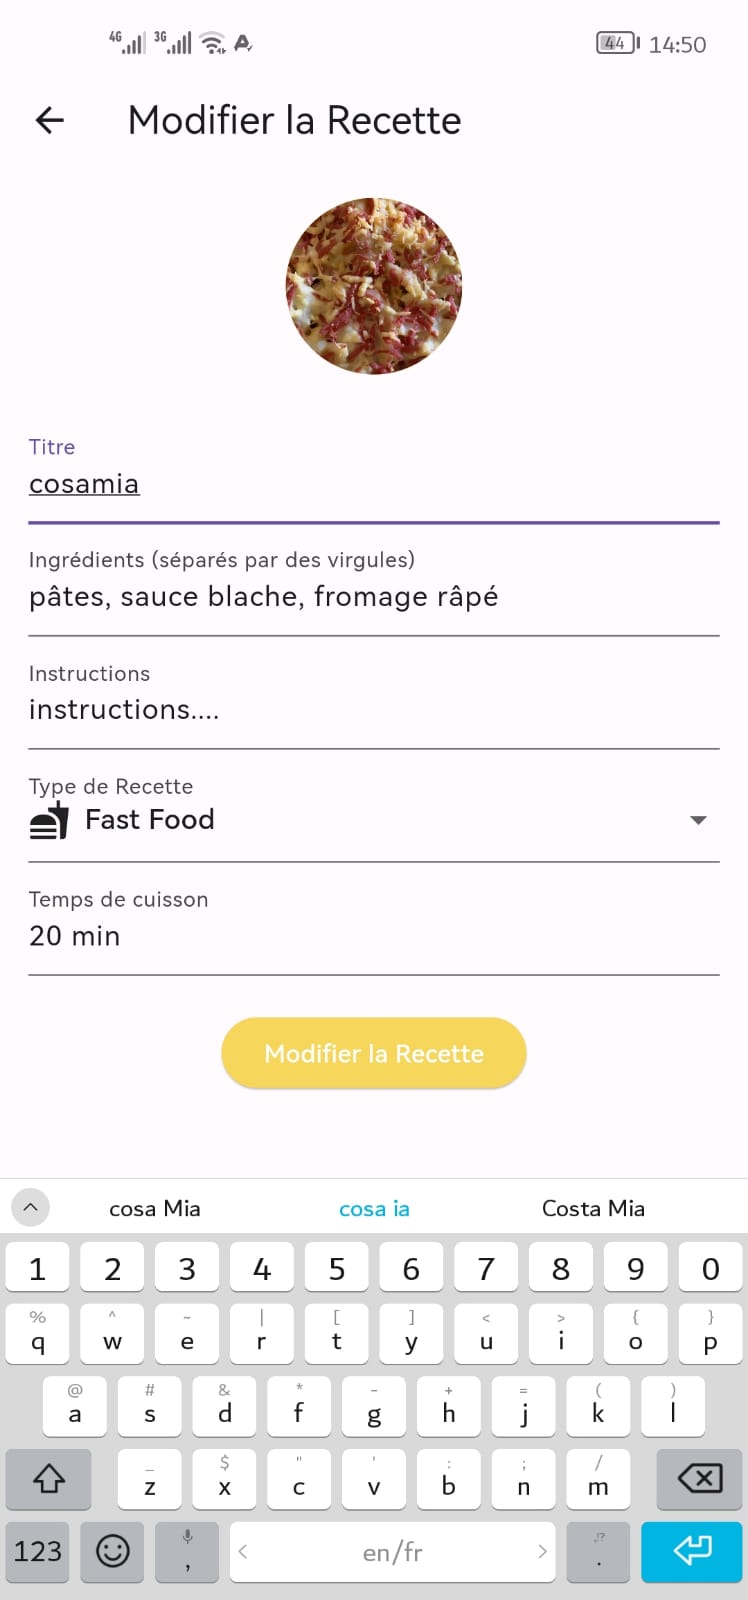 4G 3G 44 14:50
Modifier la Recette
Titre
cosamia
Ingrédients (séparés par des virgules)
pâtes, sauce blache, fromage râpé
Instructions
instructions....
Type de Recette
Fast Food
Temps de cuisson
20 min
Modifier la Recette
cosa Mia cosa ia Costa Mia
1 2 3 4 5 6 7 8 9 0
% ^ ~ | [ ] < > { }
q w e r t y u i o p
@ # & * - + = ( )
a s d f g h j k l
_ $ " ' : ; /
z x c v b n m
123 , < en/fr > ,!? .